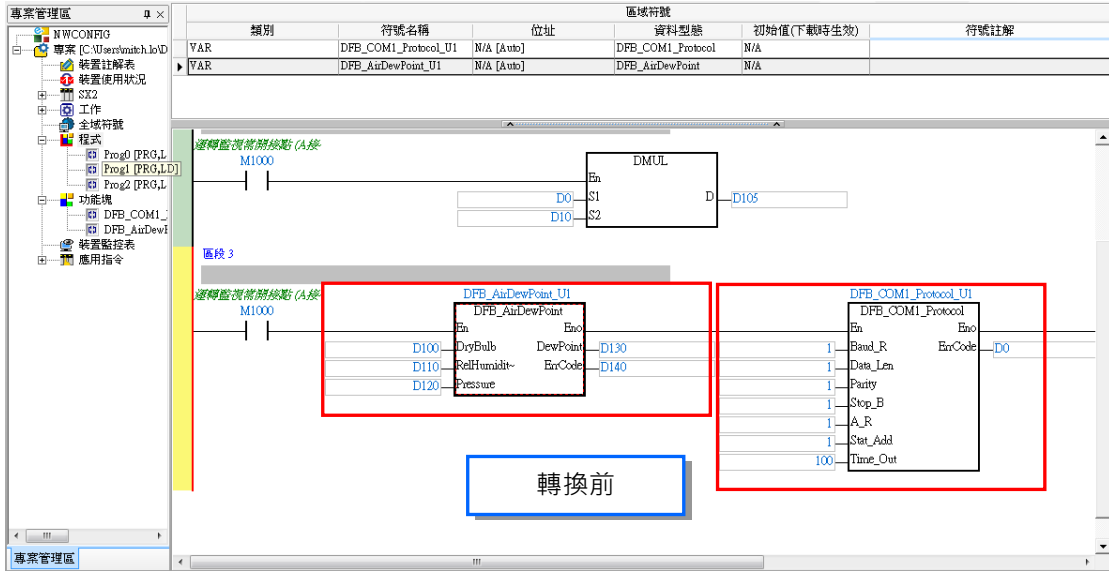 專案管理區
NWCONFIG
專案 [C:\Users\mitch.lo\D
裝置註解表
裝置使用狀況
SX2
工作
全域符號
程式
Prog0 [PRG,L
Prog1 [PRG,LD]
Prog2 [PRG,L
功能塊
DFB_COM1_
DFB_AirDewP
裝置監控表
應用指令
專案管理區
區域符號
類別 符號名稱 位址 資料型態 初始值(下載時生效) 符號註解
VAR DFB_COM1_Protocol_U1 N/A [Auto] DFB_COM1_Protocol N/A
VAR DFB_AirDewPoint_U1 N/A [Auto] DFB_AirDewPoint N/A
運轉監視常開接點 (A接
M1000
DMUL
En
D0 S1 D D105
D10 S2
區段 3
運轉監視常開接點 (A接
M1000
DFB_AirDewPoint_U1
DFB_AirDewPoint
En Eno
D100 DryBulb DewPoint D130
D110 RelHumidit~ ErrCode D140
D120 Pressure
DFB_COM1_Protocol_U1
DFB_COM1_Protocol
En Eno
1 Baud_R ErrCode D0
1 Data_Len
1 Parity
1 Stop_B
1 A_R
1 Stat_Add
100 Time_Out
轉換前